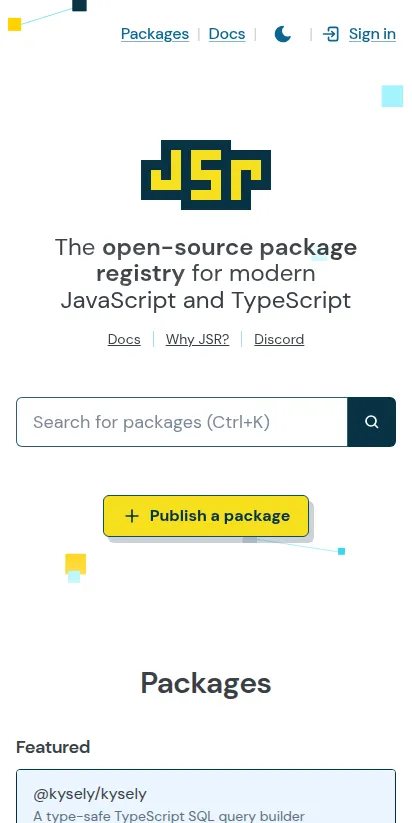 Packages | Docs | | Sign in
JSR
The open-source package
registry for modern
JavaScript and TypeScript
Docs | Why JSR? | Discord
Search for packages (Ctrl+K)
Publish a package
Packages
Featured
@kysely/kysely
A type-safe TypeScript SQL query builder